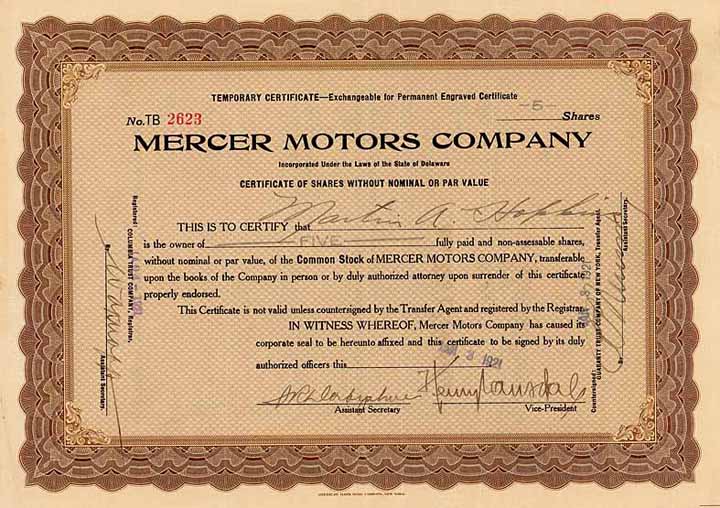 TEMPORARY CERTIFICATE—Exchangeable for Permanent Engraved Certificate
No. TB 2623 -5- Shares
MERCER MOTORS COMPANY
Incorporated Under the Laws of the State of Delaware
CERTIFICATE OF SHARES WITHOUT NOMINAL OR PAR VALUE
THIS IS TO CERTIFY that Martin A. Hopkins
is the owner of FIVE fully paid and non-assessable shares,
without nominal or par value, of the Common Stock of MERCER MOTORS COMPANY, transferable
upon the books of the Company in person or by duly authorized attorney upon surrender of this certificate
properly endorsed.
This Certificate is not valid unless countersigned by the Transfer Agent and registered by the Registrar.
IN WITNESS WHEREOF, Mercer Motors Company has caused its
corporate seal to be hereunto affixed and this certificate to be signed by its duly
authorized officers this 3 1921
Assistant Secretary Vice-President
Registered
COLUMBIA TRUST COMPANY, Registrar,
By
Assistant Secretary.
Countersigned:
GUARANTY TRUST COMPANY OF NEW YORK, Transfer Agent.
By
Assistant Secretary.
AMERICAN BANK NOTE COMPANY, NEW YORK.